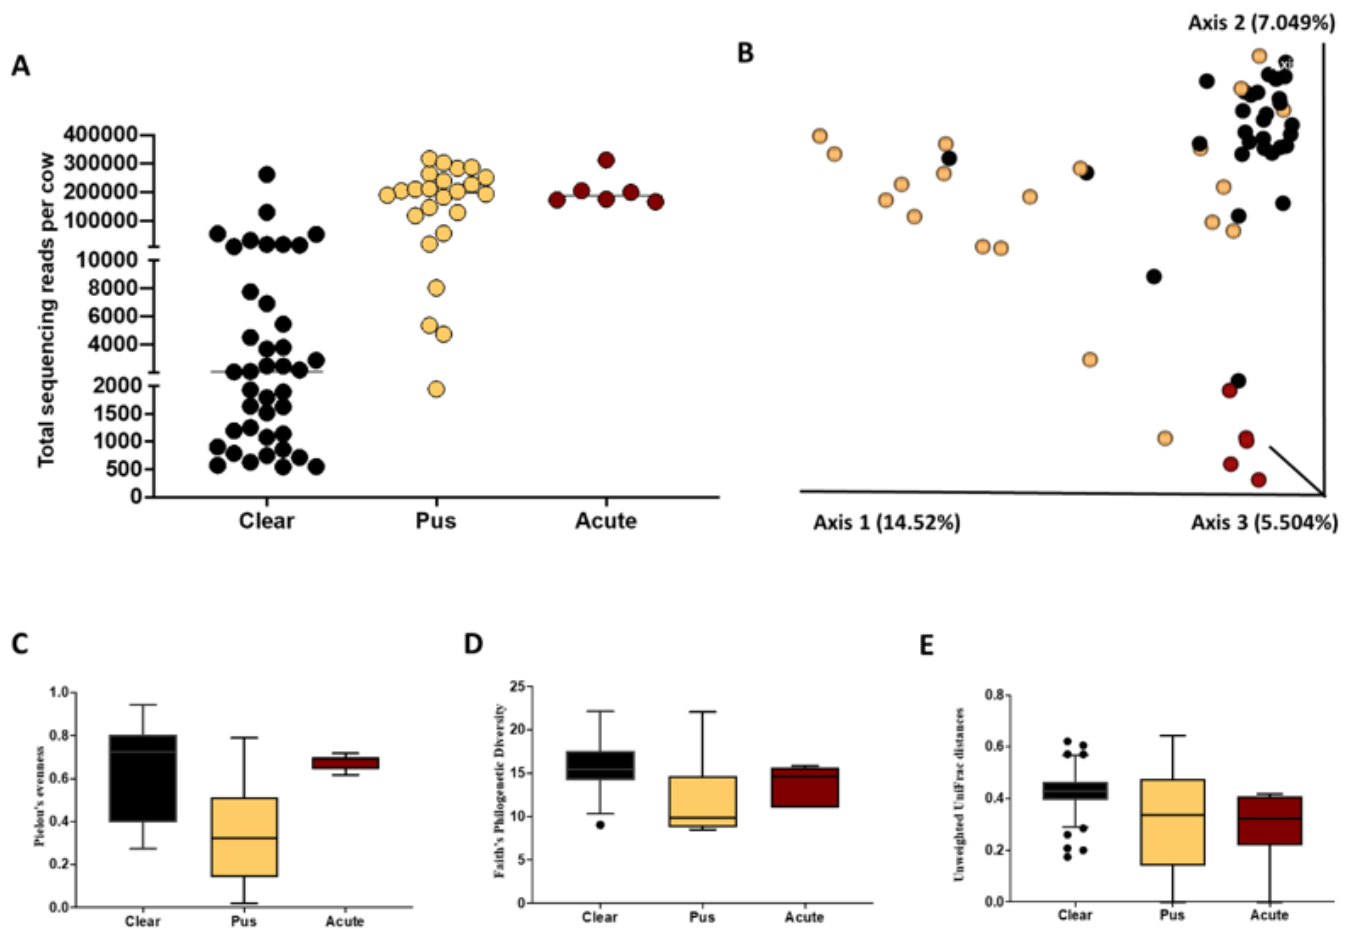 A
Total sequencing reads per cow
400000
300000
200000
100000
10000
8000
6000
4000
2000
1500
1000
500
0
Clear Pus Acute
B
Axis 2 (7.049%)
Axis 1 (14.52%)
Axis 3 (5.504%)
C
Pielou's evenness
1.0
0.8
0.6
0.4
0.2
0.0
Clear Pus Acute
D
Faith's Philogenetic Diversity
25
20
15
10
5
0
Clear Pus Acute
E
Unweighted UniFrac distances
0.8
0.6
0.4
0.2
0.0
Clear Pus Acute